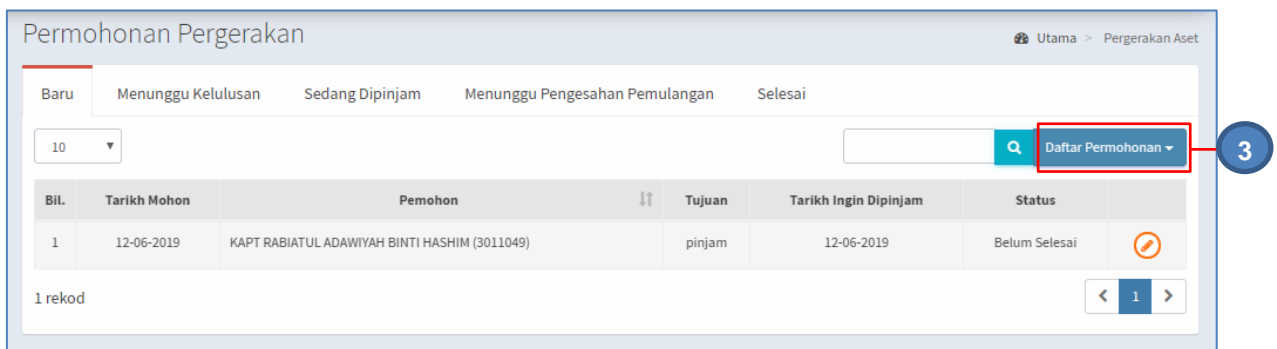 Permohonan Pergerakan
Utama > Pergerakan Aset
Baru Menunggu Kelulusan Sedang Dipinjam Menunggu Pengesahan Pemulangan Selesai
10 Daftar Permohonan
3
Bil. Tarikh Mohon Pemohon Tujuan Tarikh Ingin Dipinjam Status
1 12-06-2019 KAPT RABIATUL ADAWIYAH BINTI HASHIM (3011049) pinjam 12-06-2019 Belum Selesai
1 rekod
< 1 >